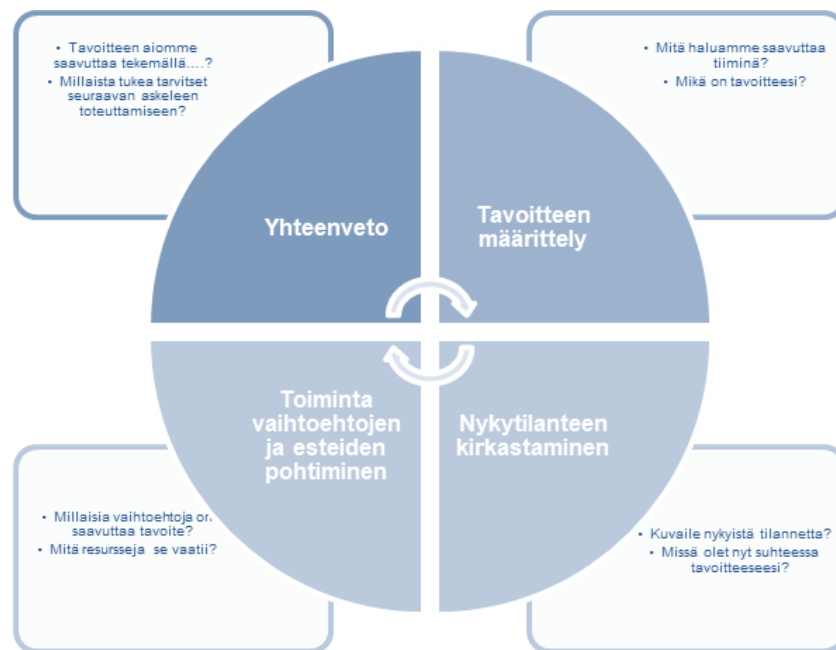 • Tavoitteen aiomme
saavuttaa tekemällä....?
• Millaista tukea tarvitset
seuraavan askeleen
toteuttamiseen?
• Mitä haluamme saavuttaa
tiiminä?
• Mikä on tavoitteesi?
Yhteenveto
Tavoitteen
määrittely
Toiminta
vaihtoehtojen
ja esteiden
pohtiminen
Nykytilanteen
kirkastaminen
• Millaisia vaihtoehtoja on
saavuttaa tavoite?
• Mitä resursseja se vaatii?
• Kuvaile nykyistä tilannetta?
• Missä olet nyt suhteessa
tavoitteeseesi?